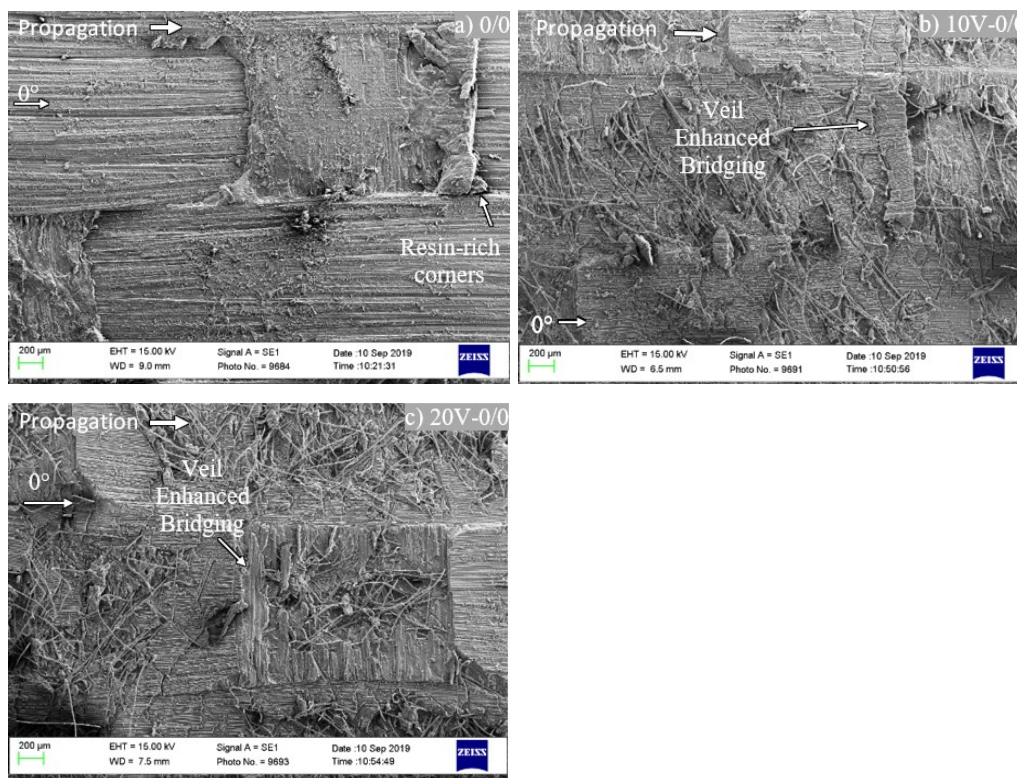 Propagation
a) 0/0
0°
Resin-rich
corners
200 µm
EHT = 15.00 kV
Signal A = SE1
Date :10 Sep 2019
WD = 9.0 mm
Photo No. = 9684
Time :10:21:31
ZEISS
Propagation
b) 10V-0/0
Veil
Enhanced
Bridging
0°
200 µm
EHT = 15.00 kV
Signal A = SE1
Date :10 Sep 2019
WD = 6.5 mm
Photo No. = 9691
Time :10:50:56
ZEISS
Propagation
c) 20V-0/0
Veil
0°
Enhanced
Bridging
200 µm
EHT = 15.00 kV
Signal A = SE1
Date :10 Sep 2019
WD = 7.5 mm
Photo No. = 9693
Time :10:54:49
ZEISS